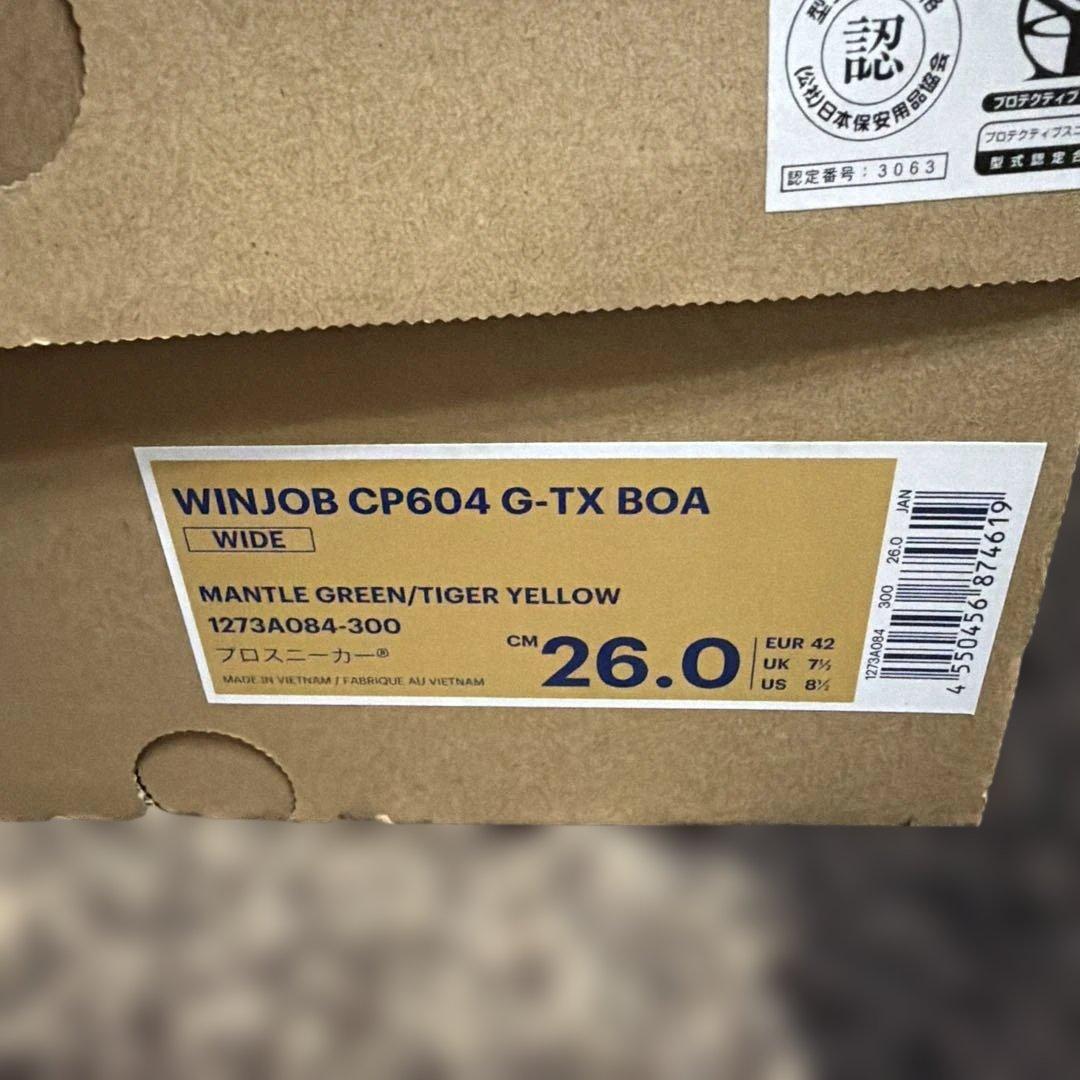 認
(公社)日本保安用品協会
認定番号:3063
プロテクティブ
プロテクティブスニ
型式認定合
WINJOB CP604 G-TX BOA
WIDE
MANTLE GREEN/TIGER YELLOW
1273A084-300
プロスニーカー®
MADE IN VIETNAM / FABRIQUE AU VIETNAM
CM 26.0
EUR 42
UK 7½
US 8½
1273A084 300 26.0 JAN
4 550456 874619